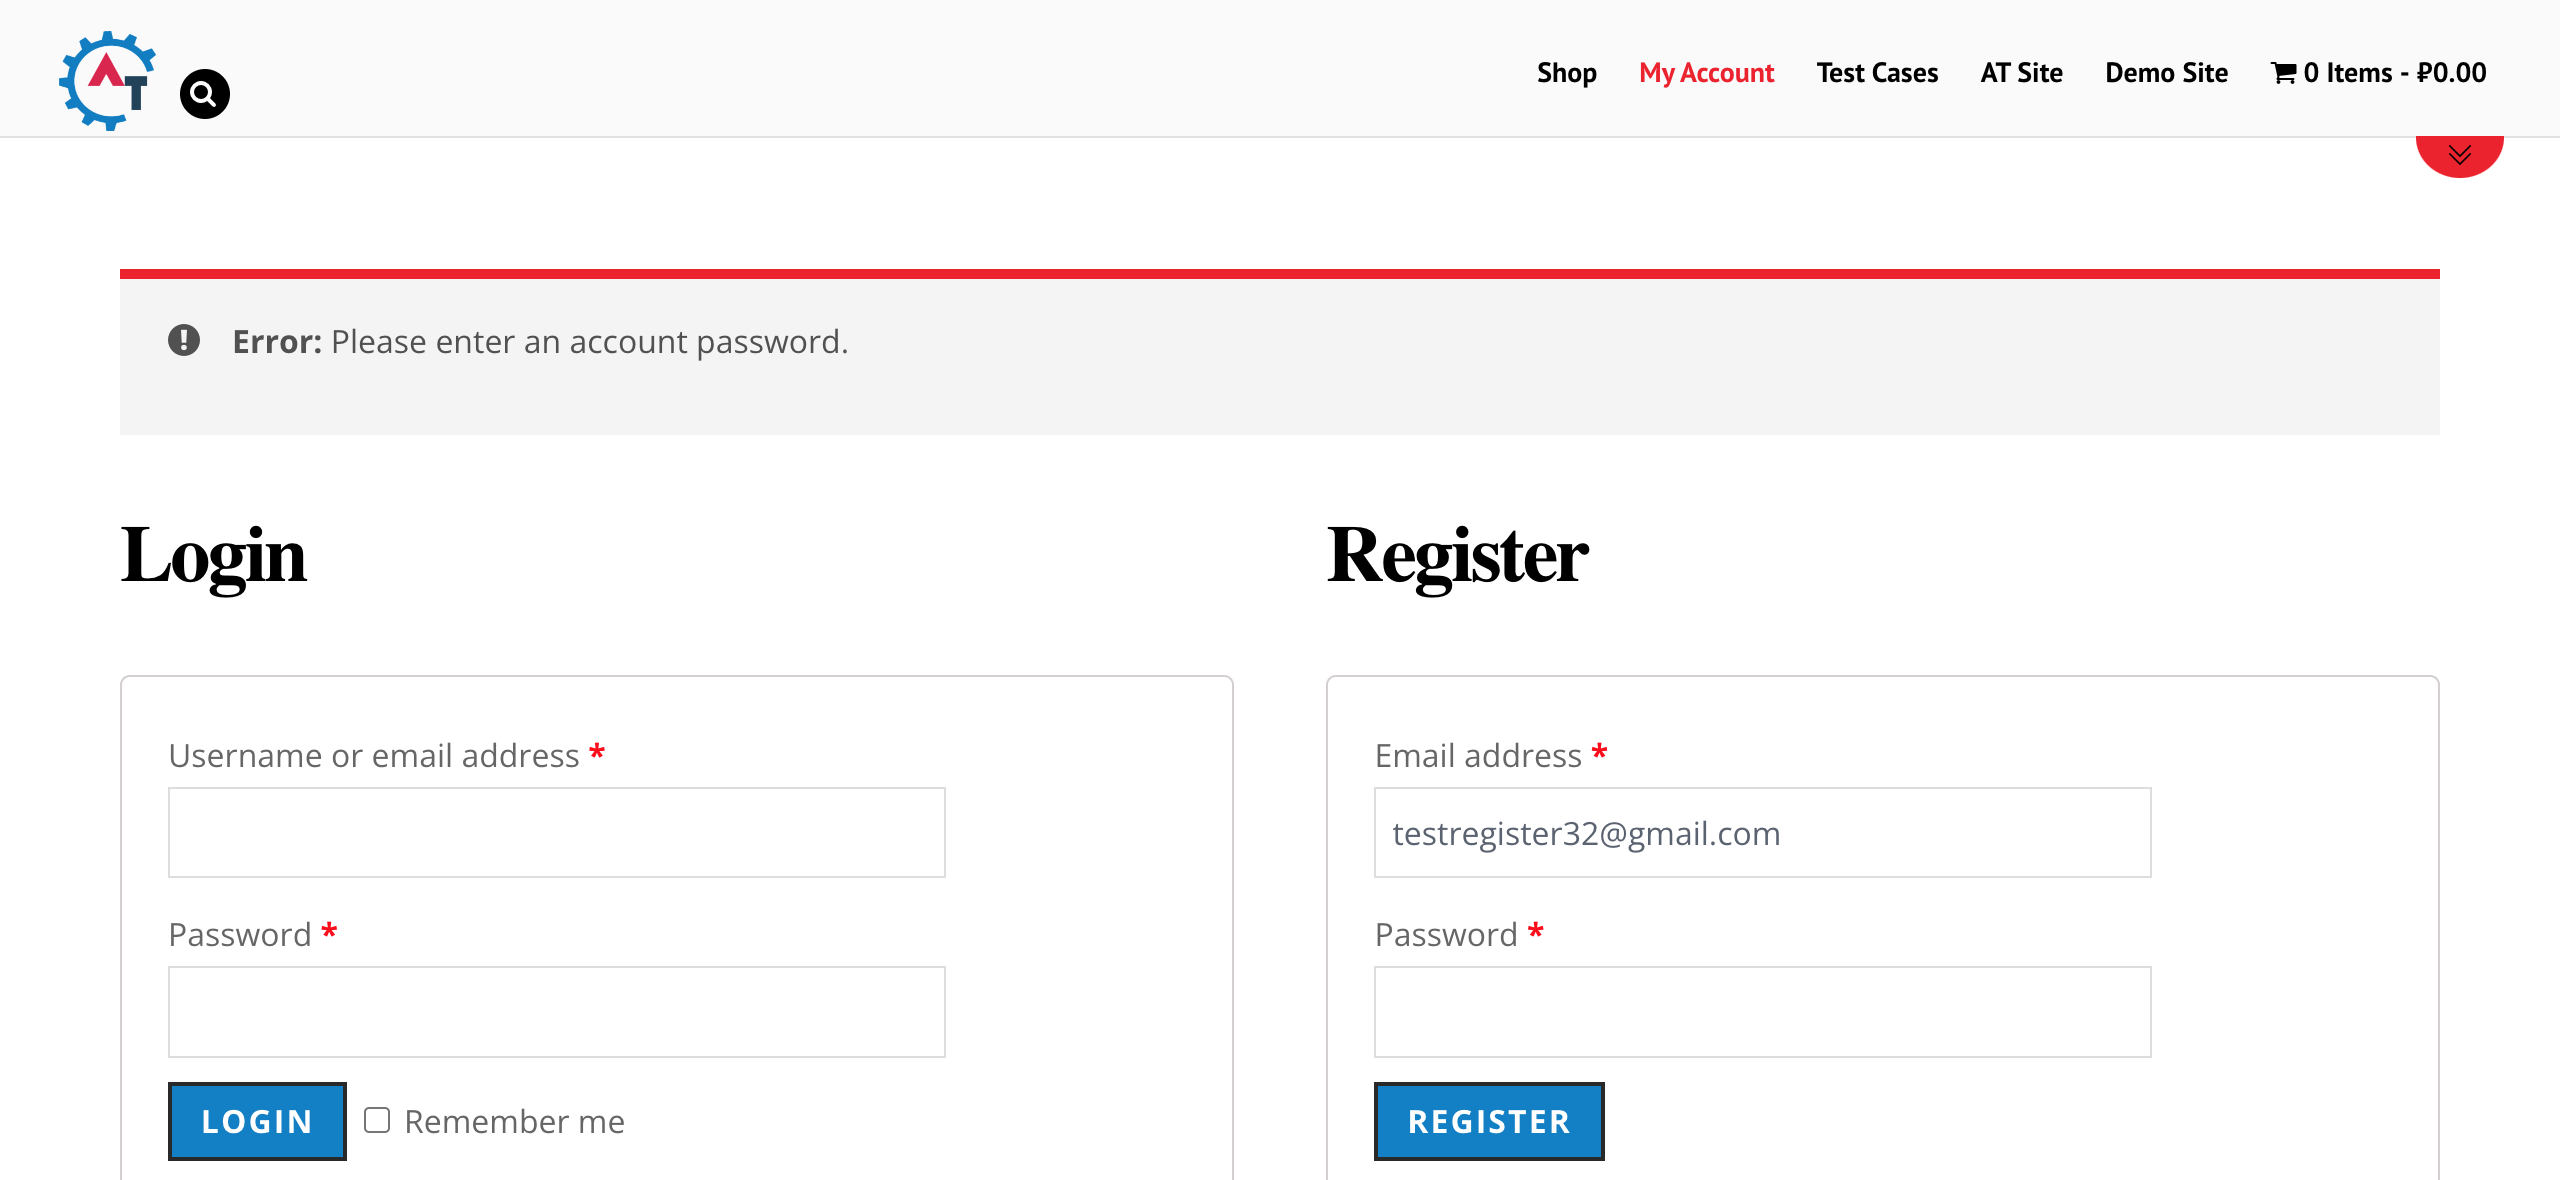 AT
Shop My Account Test Cases AT Site Demo Site 0 Items - ₽0.00
Error: Please enter an account password.
Login
Register
Username or email address *
Email address *
testregister32@gmail.com
Password *
Password *
LOGIN Remember me
REGISTER